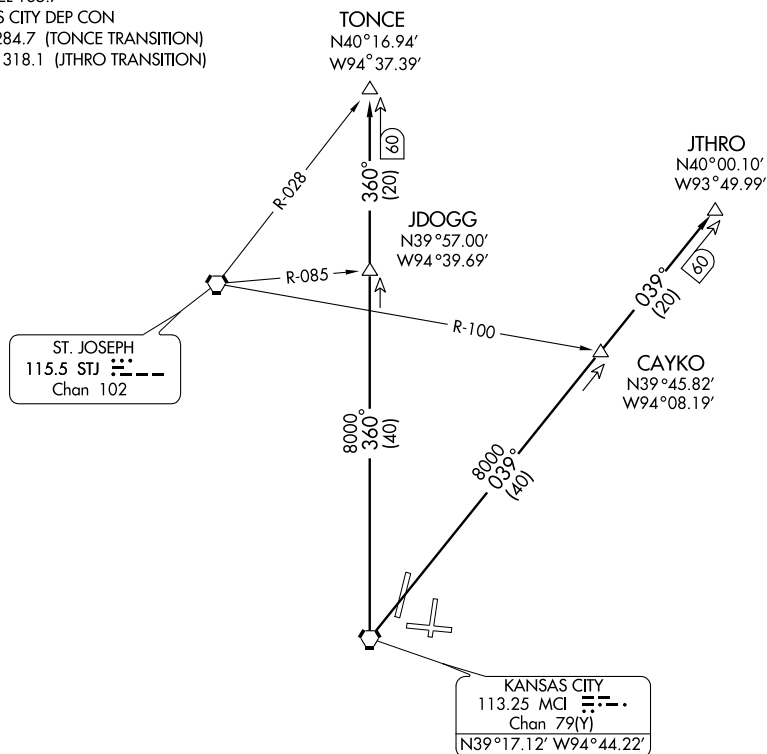 S CITY DEP CON
284.7 (TONCE TRANSITION)
318.1 (JTHRO TRANSITION)
TONCE
N40°16.94'
W94°37.39'
60
360°
(20)
R-028
JTHRO
N40°00.10'
W93°49.99'
60
039°
(20)
JDOGG
N39°57.00'
W94°39.69'
R-085
R-100
ST. JOSEPH
115.5 STJ
Chan 102
CAYKO
N39°45.82'
W94°08.19'
8000
360°
(40)
8000
039°
(40)
KANSAS CITY
113.25 MCI
Chan 79(Y)
N39°17.12' W94°44.22'